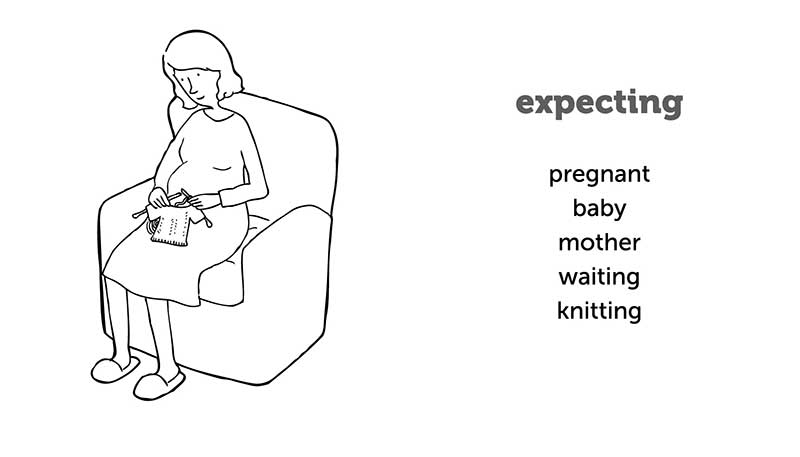 expecting
pregnant
baby
mother
waiting
knitting